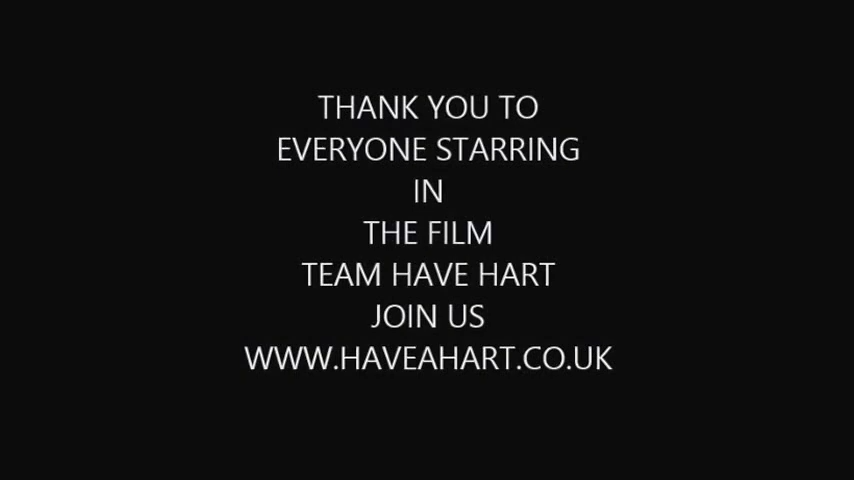 THANK YOU TO
EVERYONE STARRING
IN
THE FILM
TEAM HAVE HART
JOIN US
WWW.HAVEAHART.CO.UK